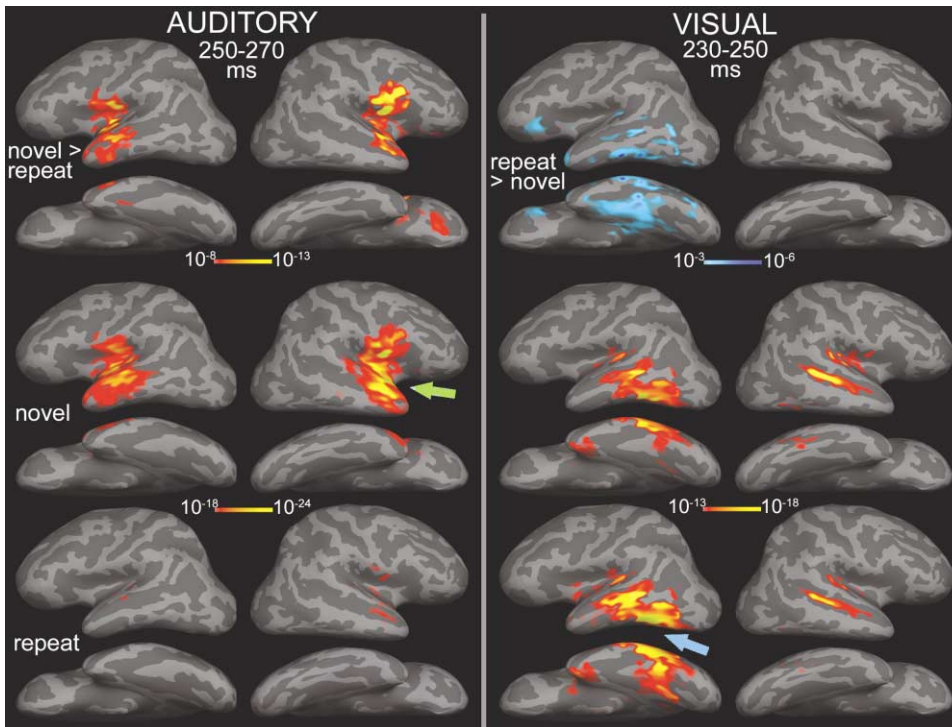 AUDITORY
250-270
ms
VISUAL
230-250
ms
novel >
repeat
repeat
> novel
10-8 10-13
10-3 10-6
novel
10-18 10-24
10-13 10-18
repeat